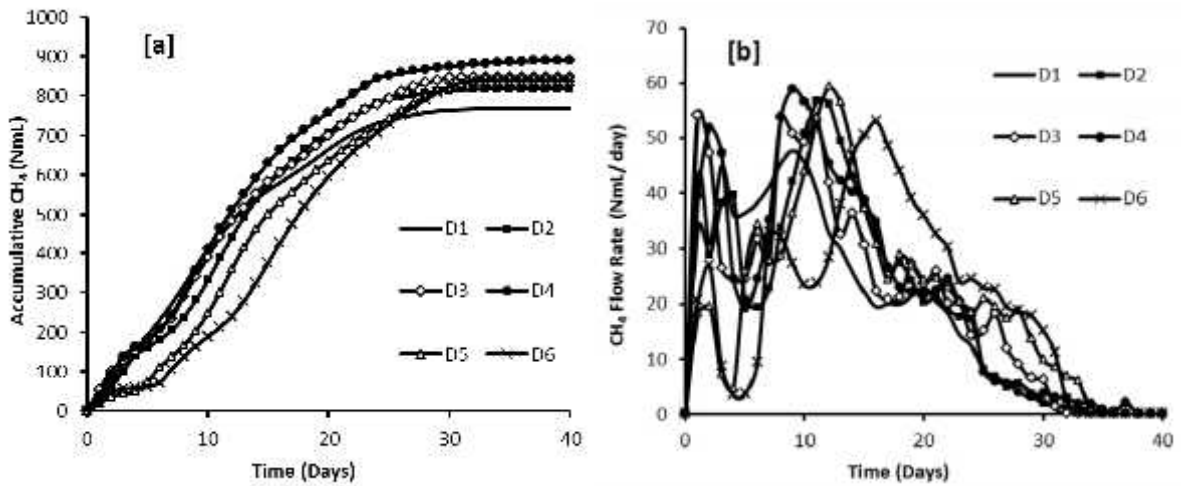 [a]
Accumulative CH₄ (NmL)
1000
900
800
700
600
500
400
300
200
100
0
0 10 20 30 40
Time (Days)
D1 D2
D3 D4
D5 D6
[b]
CH₄ Flow Rate (NmL/ day)
70
60
50
40
30
20
10
0
0 10 20 30 40
Time (Days)
D1 D2
D3 D4
D5 D6